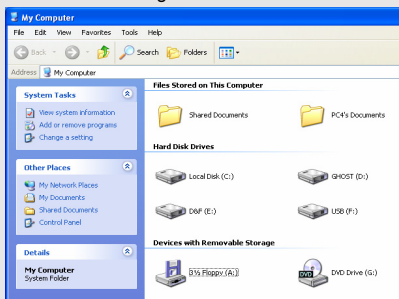 My Computer
File Edit View Favorites Tools Help
Back Search Folders
Address My Computer
System Tasks
View system information
Add or remove programs
Change a setting
Other Places
My Network Places
My Documents
Shared Documents
Control Panel
Details
My Computer
System Folder
Files Stored on This Computer
Shared Documents PC4's Documents
Hard Disk Drives
Local Disk (C:) GHOST (D:)
D&F (E:) USB (F:)
Devices with Removable Storage
3½ Floppy (A:) DVD Drive (G:)
DVD